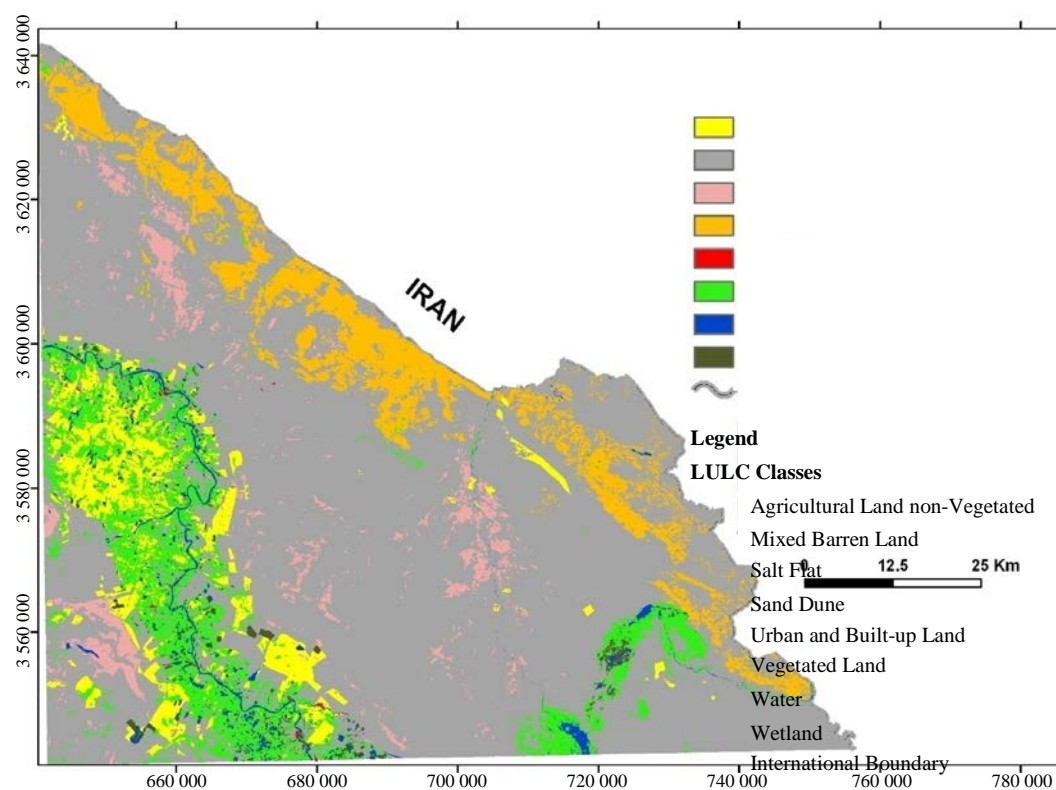 3 640 000
3 620 000
3 600 000
3 580 000
3 560 000
IRAN
Legend
LULC Classes
Agricultural Land non-Vegetated
Mixed Barren Land
Salt Flat
0 12.5 25 Km
Sand Dune
Urban and Built-up Land
Vegetated Land
Water
Wetland
International Boundary
660 000 680 000 700 000 720 000 740 000 760 000 780 000